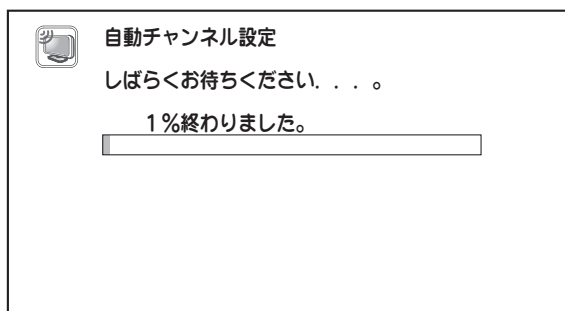 自動チャンネル設定
しばらくお待ちください．．．。
1%終わりました。